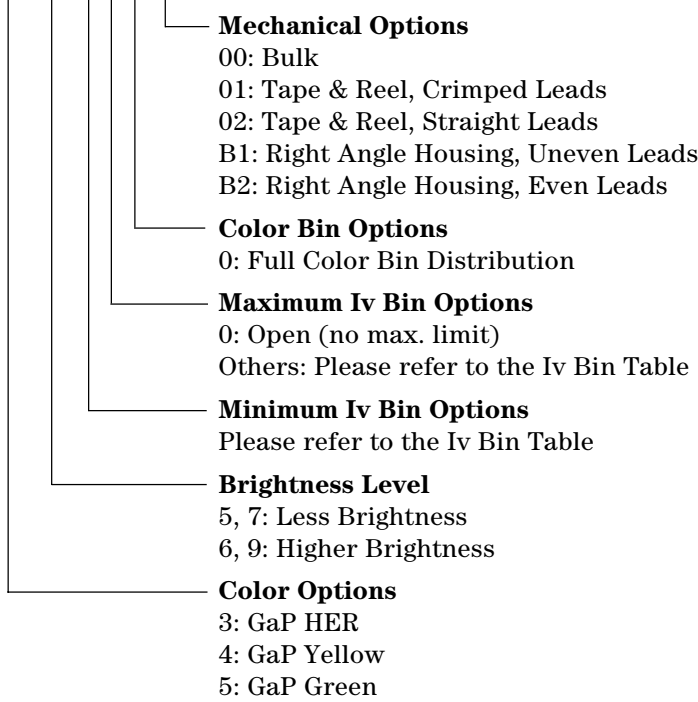 Mechanical Options
00: Bulk
01: Tape & Reel, Crimped Leads
02: Tape & Reel, Straight Leads
B1: Right Angle Housing, Uneven Leads
B2: Right Angle Housing, Even Leads
Color Bin Options
0: Full Color Bin Distribution
Maximum Iv Bin Options
0: Open (no max. limit)
Others: Please refer to the Iv Bin Table
Minimum Iv Bin Options
Please refer to the Iv Bin Table
Brightness Level
5, 7: Less Brightness
6, 9: Higher Brightness
Color Options
3: GaP HER
4: GaP Yellow
5: GaP Green